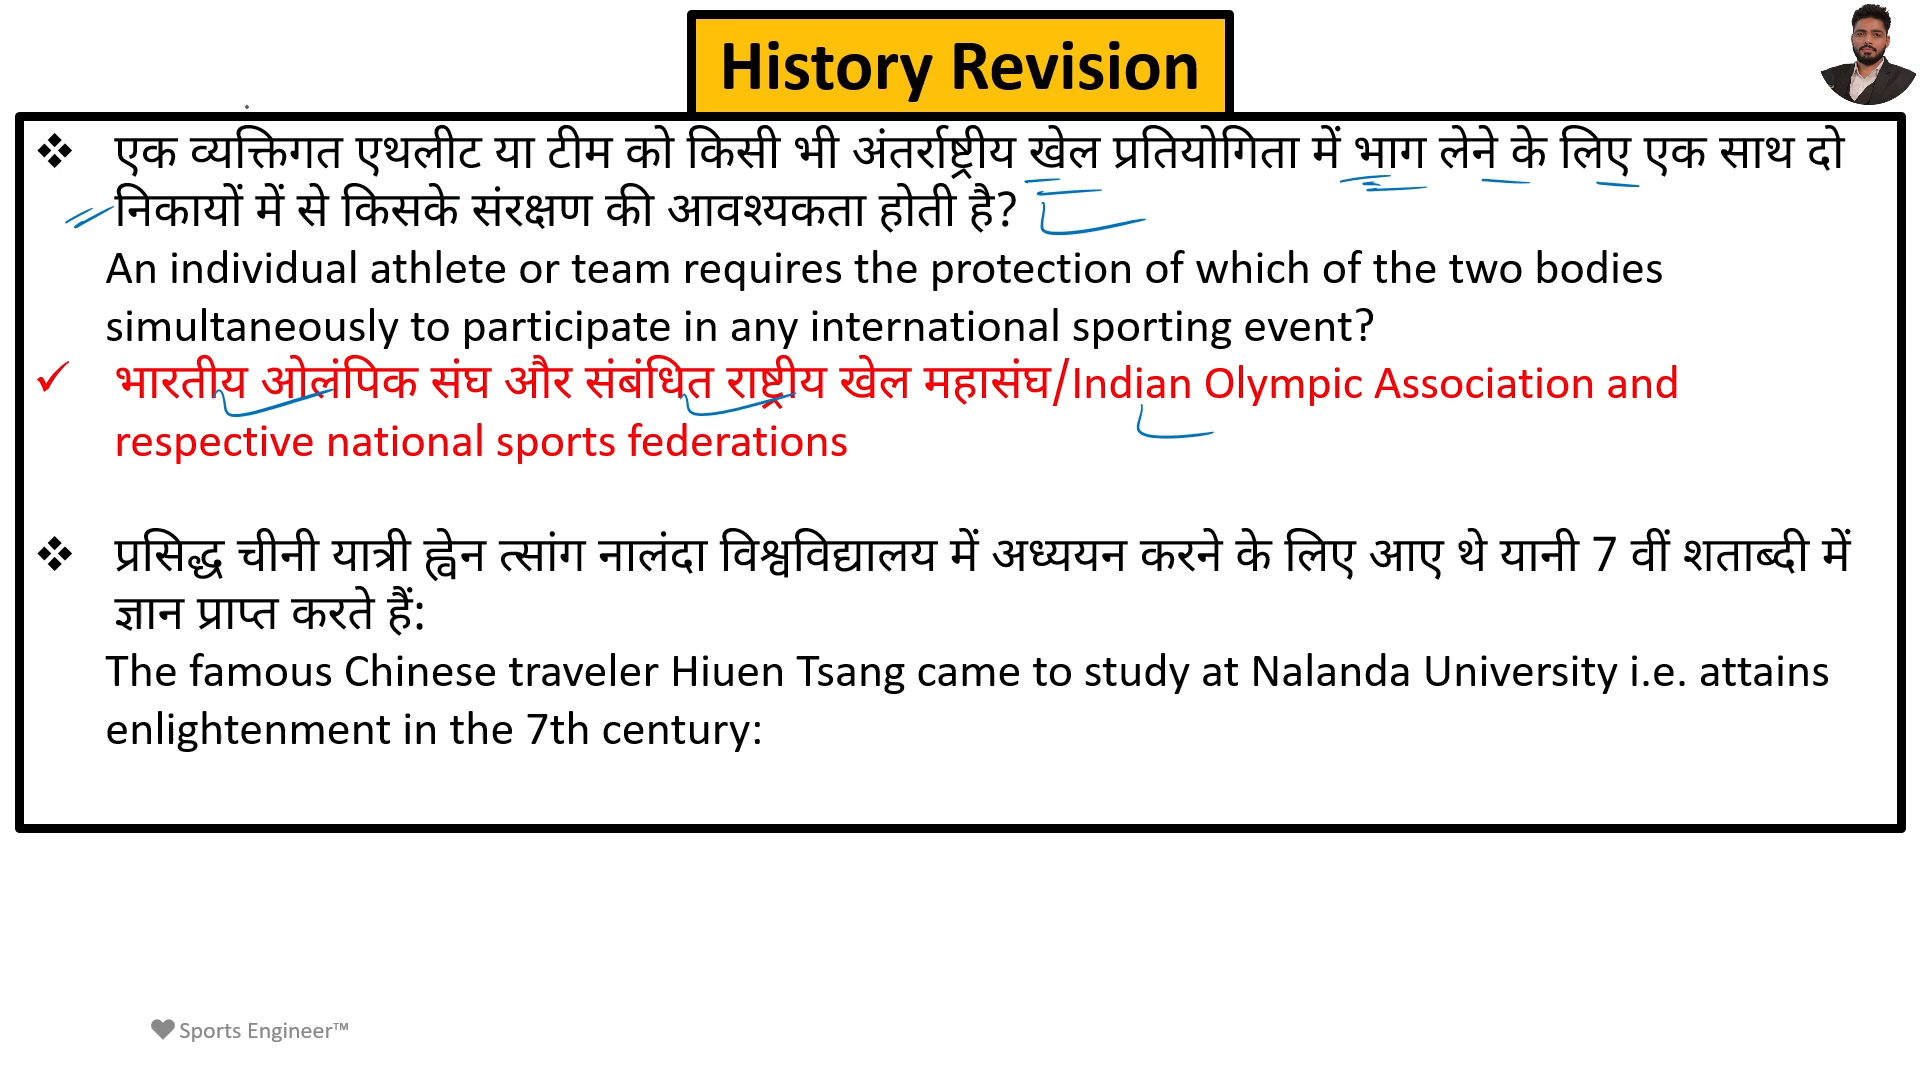 History Revision
❖ एक व्यक्तिगत एथलीट या टीम को किसी भी अंतर्राष्ट्रीय खेल प्रतियोगिता में भाग लेने के लिए एक साथ दो
निकायों में से किसके संरक्षण की आवश्यकता होती है?
An individual athlete or team requires the protection of which of the two bodies
simultaneously to participate in any international sporting event?
✓ भारतीय ओलंपिक संघ और संबंधित राष्ट्रीय खेल महासंघ/Indian Olympic Association and
respective national sports federations
❖ प्रसिद्ध चीनी यात्री ह्वेन त्सांग नालंदा विश्वविद्यालय में अध्ययन करने के लिए आए थे यानी 7 वीं शताब्दी में
ज्ञान प्राप्त करते हैं:
The famous Chinese traveler Hiuen Tsang came to study at Nalanda University i.e. attains
enlightenment in the 7th century:
Sports Engineer™